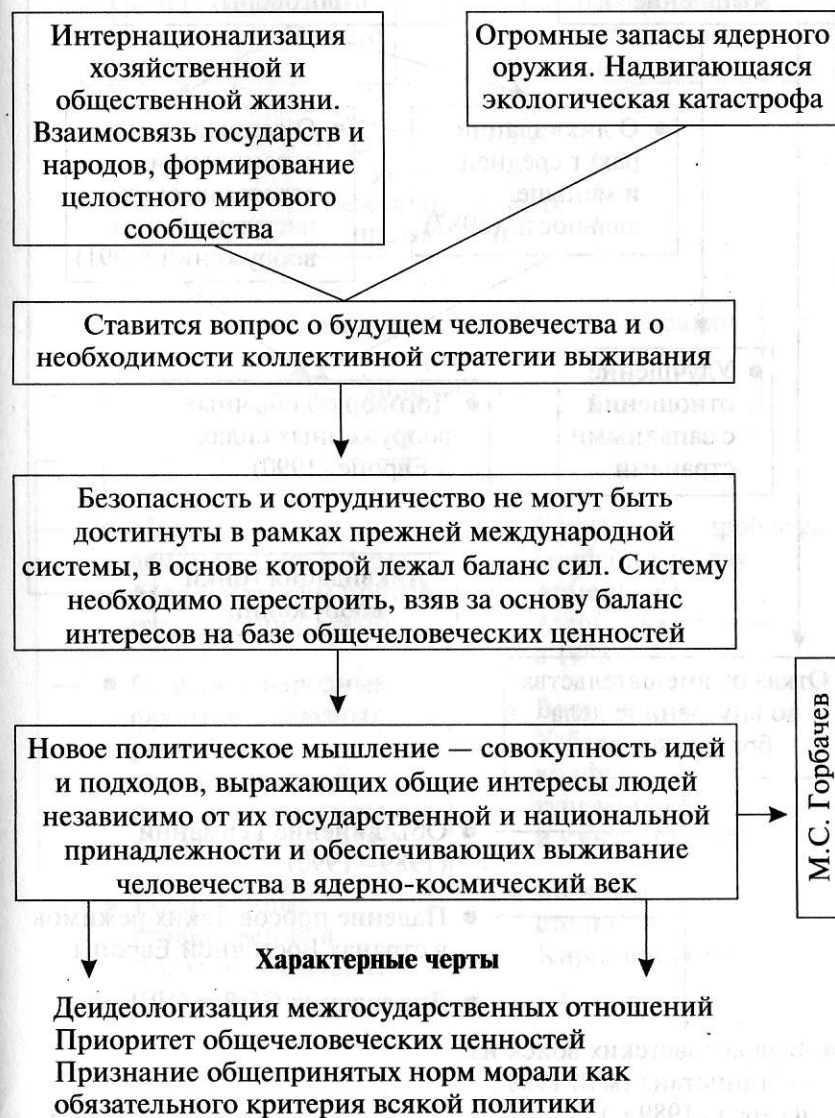 Интернационализация
хозяйственной и
общественной жизни.
Взаимосвязь государств и
народов, формирование
целостного мирового
сообщества
Огромные запасы ядерного
оружия. Надвигающаяся
экологическая катастрофа
Ставится вопрос о будущем человечества и о
необходимости коллективной стратегии выживания
Безопасность и сотрудничество не могут быть
достигнуты в рамках прежней международной
системы, в основе которой лежал баланс сил. Систему
необходимо перестроить, взяв за основу баланс
интересов на базе общечеловеческих ценностей
Новое политическое мышление — совокупность идей
и подходов, выражающих общие интересы людей
независимо от их государственной и национальной
принадлежности и обеспечивающих выживание
человечества в ядерно-космический век
М.С. Горбачев
Характерные черты
Деидеологизация межгосударственных отношений
Приоритет общечеловеческих ценностей
Признание общепринятых норм морали как
обязательного критерия всякой политики